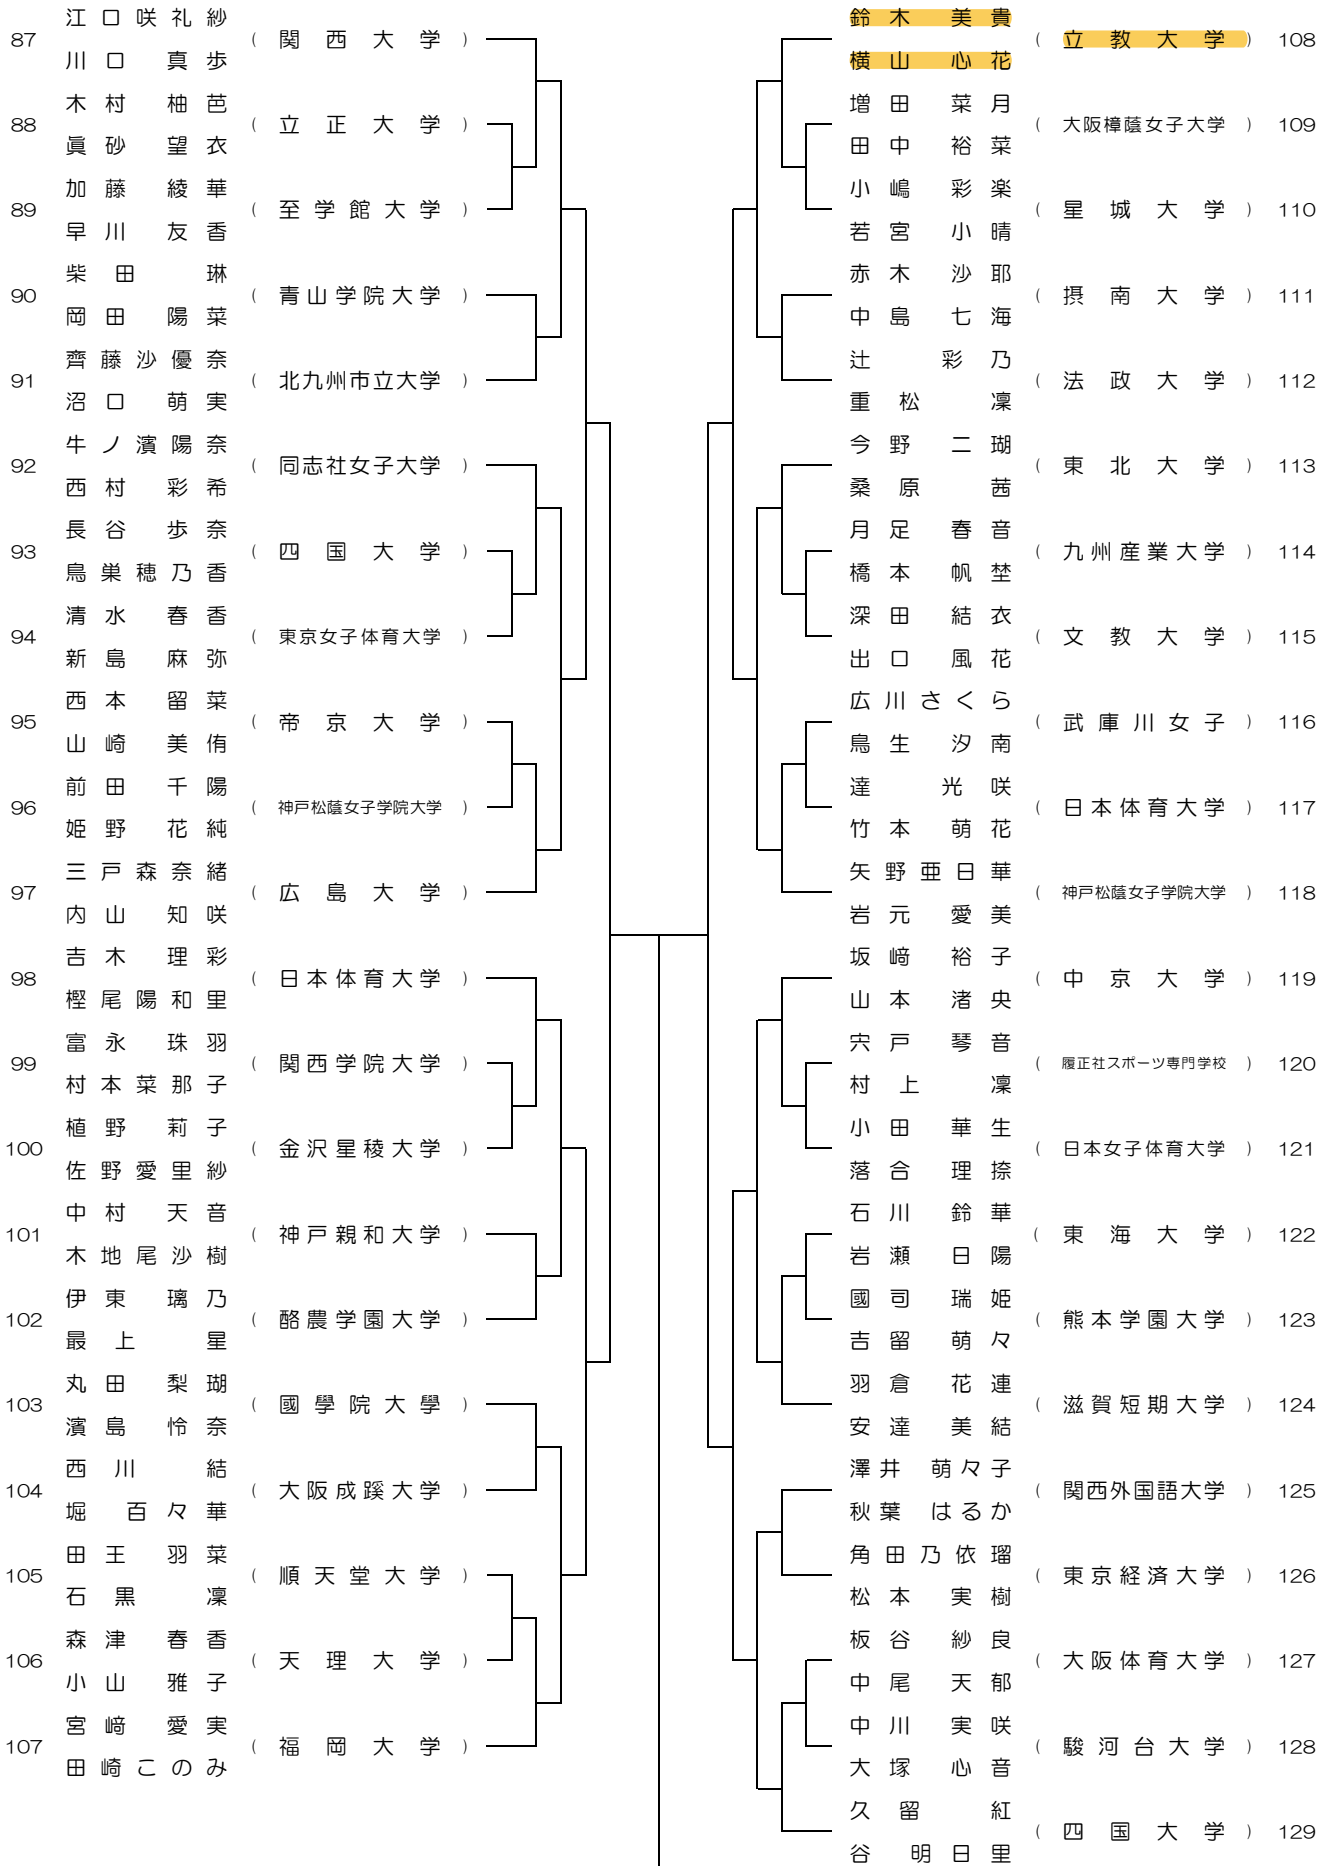 87 江口咲礼紗 (関西大学)
川口真歩
88 木村柚芭 (立正大学)
眞砂望衣
89 加藤綾華 (至学館大学)
早川友香
90 柴田琳 (青山学院大学)
岡田陽菜
91 齊藤沙優奈 (北九州市立大学)
沼口萌実
92 牛ノ濱陽奈 (同志社女子大学)
西村彩希
93 長谷歩奈 (四国大学)
鳥巣穂乃香
94 清水春香 (東京女子体育大学)
新島麻弥
95 西本留菜 (帝京大学)
山崎美侑
96 前田千陽 (神戸松蔭女子学院大学)
姫野花純
97 三戸森奈緒 (広島大学)
内山知咲
98 吉木理彩 (日本体育大学)
樫尾陽和里
99 富永珠羽 (関西学院大学)
村本菜那子
100 植野莉子 (金沢星稜大学)
佐野愛里紗
101 中村天音 (神戸親和大学)
木地尾沙樹
102 伊東璃乃 (酪農学園大学)
最上星
103 丸田梨瑚 (國學院大學)
濱島怜奈
104 西川結 (大阪成蹊大学)
堀百々華
105 田王羽菜 (順天堂大学)
石黒凜
106 森津春香 (天理大学)
小山雅子
107 宮﨑愛実 (福岡大学)
田崎このみ
鈴木美貴 (立教大学) 108
横山心花
増田菜月 (大阪樟蔭女子大学) 109
田中裕菜
小嶋彩楽 (星城大学) 110
若宮小晴
赤木沙耶 (摂南大学) 111
中島七海
辻彩乃 (法政大学) 112
重松凜
今野二瑚 (東北大学) 113
桑原茜
月足春音 (九州産業大学) 114
橋本帆埜
深田結衣 (文教大学) 115
出口風花
広川さくら (武庫川女子) 116
鳥生汐南
達光咲 (日本体育大学) 117
竹本萌花
矢野亜日華 (神戸松蔭女子学院大学) 118
岩元愛美
坂﨑裕子 (中京大学) 119
山本渚央
宍戸琴音 (履正社スポーツ専門学校) 120
村上凜
小田華生 (日本女子体育大学) 121
落合理捺
石川鈴華 (東海大学) 122
岩瀬日陽
國司瑞姫 (熊本学園大学) 123
吉留萌々
羽倉花連 (滋賀短期大学) 124
安達美結
澤井萌々子 (関西外国語大学) 125
秋葉はるか
角田乃依瑠 (東京経済大学) 126
松本実樹
板谷紗良 (大阪体育大学) 127
中尾天郁
中川実咲 (駿河台大学) 128
大塚心音
久留紅 (四国大学) 129
谷明日里